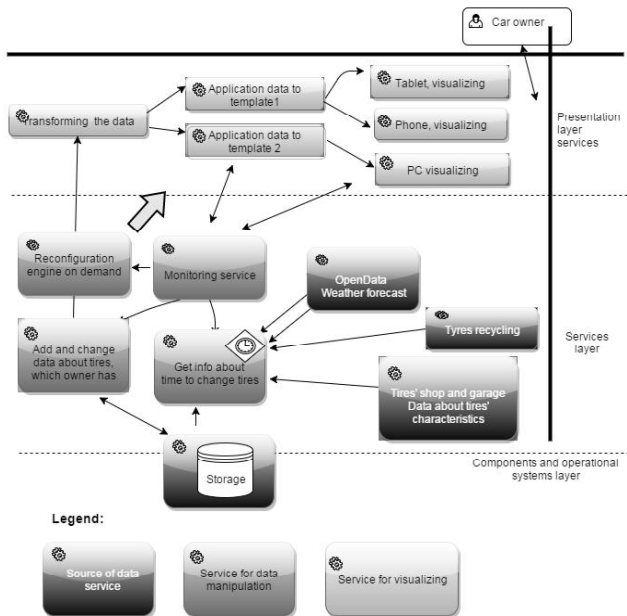 Car owner
Application data to
template1
Tablet, visualizing
Transforming the data
Phone, visualizing
Presentation
layer
services
Application data to
template 2
PC visualizing
Reconfiguration
engine on demand
Monitoring service
OpenData
Weather forecast
Tyres recycling
Services
layer
Add and change
data about tires,
which owner has
Get info about
time to change tires
Tires' shop and garage
Data about tires'
characteristics
Components and operational
systems layer
Storage
Legend:
Source of data
service
Service for data
manipulation
Service for visualizing